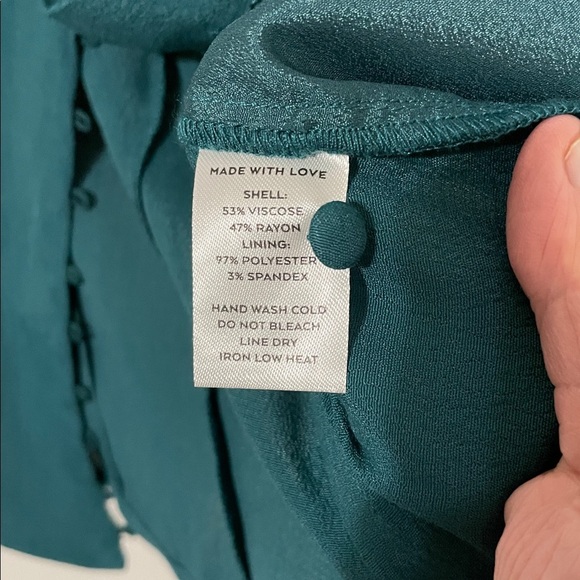 MADE WITH LOVE
SHELL:
53% VISCOSE
47% RAYON
LINING:
97% POLYESTER
3% SPANDEX
HAND WASH COLD
DO NOT BLEACH
LINE DRY
IRON LOW HEAT